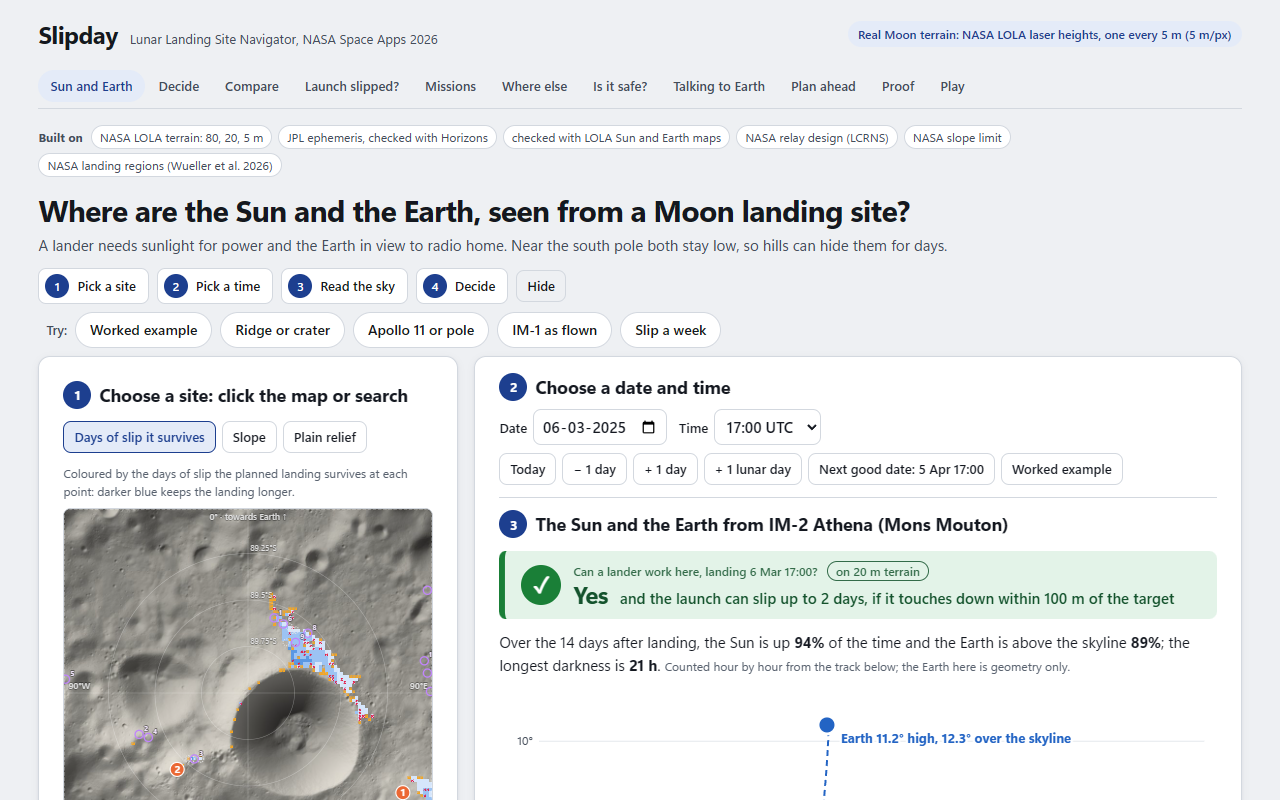 Slipday Lunar Landing Site Navigator, NASA Space Apps 2026
Real Moon terrain: NASA LOLA laser heights, one every 5 m (5 m/px)
Sun and Earth Decide Compare Launch slipped? Missions Where else Is it safe? Talking to Earth Plan ahead Proof Play
Built on NASA LOLA terrain: 80, 20, 5 m JPL ephemeris, checked with Horizons checked with LOLA Sun and Earth maps NASA relay design (LCRNS) NASA slope limit
NASA landing regions (Wueller et al. 2026)
Where are the Sun and the Earth, seen from a Moon landing site?
A lander needs sunlight for power and the Earth in view to radio home. Near the south pole both stay low, so hills can hide them for days.
1 Pick a site 2 Pick a time 3 Read the sky 4 Decide Hide
Try: Worked example Ridge or crater Apollo 11 or pole IM-1 as flown Slip a week
1 Choose a site: click the map or search
Days of slip it survives Slope Plain relief
Coloured by the days of slip the planned landing survives at each
point: darker blue keeps the landing longer.
0° · towards Earth ↑
89.25°S
89.5°S
89.75°S
90°W
90°E
2
1
2 Choose a date and time
Date 06-03-2025 Time 17:00 UTC
Today − 1 day + 1 day + 1 lunar day Next good date: 5 Apr 17:00 Worked example
3 The Sun and the Earth from IM-2 Athena (Mons Mouton)
Can a lander work here, landing 6 Mar 17:00? on 20 m terrain
Yes and the launch can slip up to 2 days, if it touches down within 100 m of the target
Over the 14 days after landing, the Sun is up 94% of the time and the Earth is above the skyline 89%; the
longest darkness is 21 h. Counted hour by hour from the track below; the Earth here is geometry only.
10°
Earth 11.2° high, 12.3° over the skyline